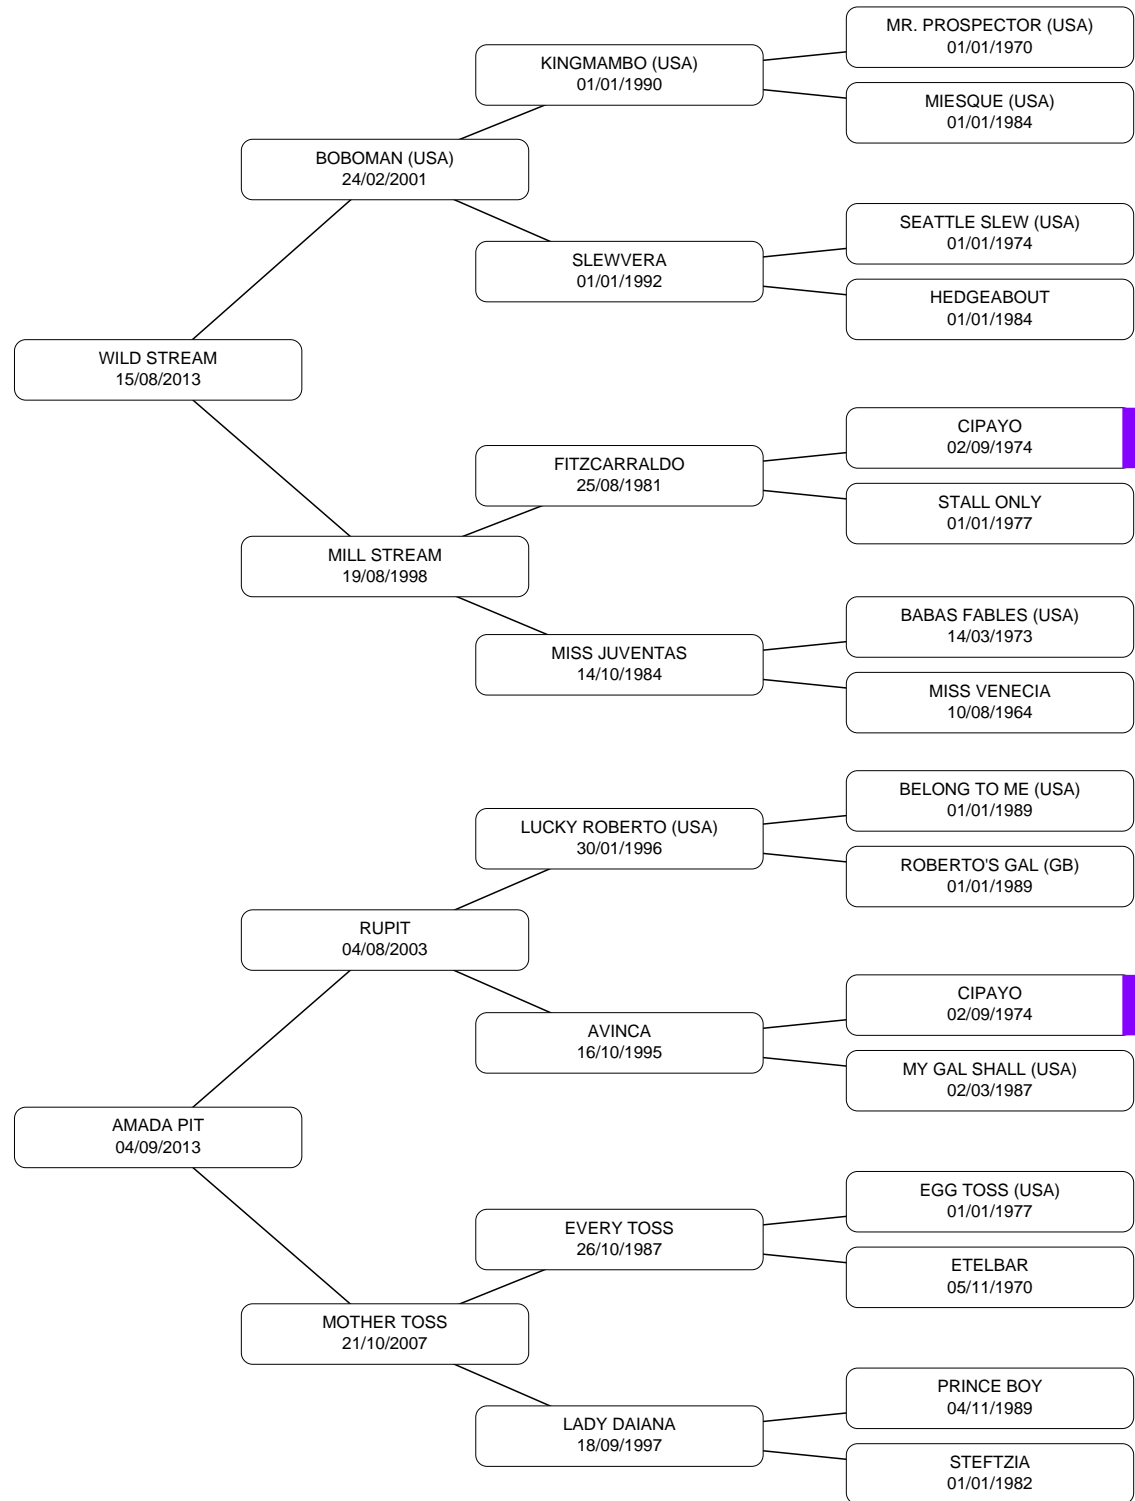 MR. PROSPECTOR (USA)
01/01/1970
KINGMAMBO (USA)
01/01/1990
MIESQUE (USA)
01/01/1984
BOBOMAN (USA)
24/02/2001
SEATTLE SLEW (USA)
01/01/1974
SLEWVERA
01/01/1992
HEDGEABOUT
01/01/1984
WILD STREAM
15/08/2013
CIPAYO
02/09/1974
FITZCARRALDO
25/08/1981
STALL ONLY
01/01/1977
MILL STREAM
19/08/1998
BABAS FABLES (USA)
14/03/1973
MISS JUVENTAS
14/10/1984
MISS VENECIA
10/08/1964
BELONG TO ME (USA)
01/01/1989
LUCKY ROBERTO (USA)
30/01/1996
ROBERTO'S GAL (GB)
01/01/1989
RUPIT
04/08/2003
CIPAYO
02/09/1974
AVINCA
16/10/1995
MY GAL SHALL (USA)
02/03/1987
AMADA PIT
04/09/2013
EGG TOSS (USA)
01/01/1977
EVERY TOSS
26/10/1987
ETELBAR
05/11/1970
MOTHER TOSS
21/10/2007
PRINCE BOY
04/11/1989
LADY DAIANA
18/09/1997
STEFTZIA
01/01/1982